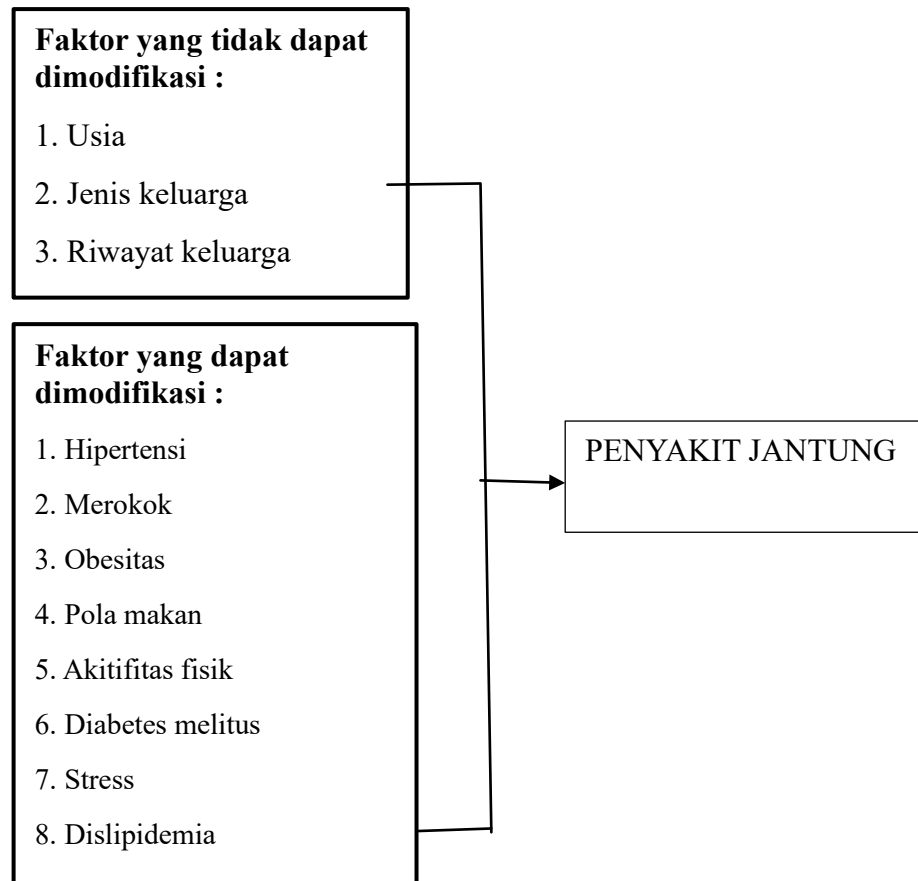 Faktor yang tidak dapat
dimodifikasi :
1. Usia
2. Jenis keluarga
3. Riwayat keluarga
Faktor yang dapat
dimodifikasi :
1. Hipertensi
2. Merokok
3. Obesitas
4. Pola makan
5. Akitifitas fisik
6. Diabetes melitus
7. Stress
8. Dislipidemia
PENYAKIT JANTUNG